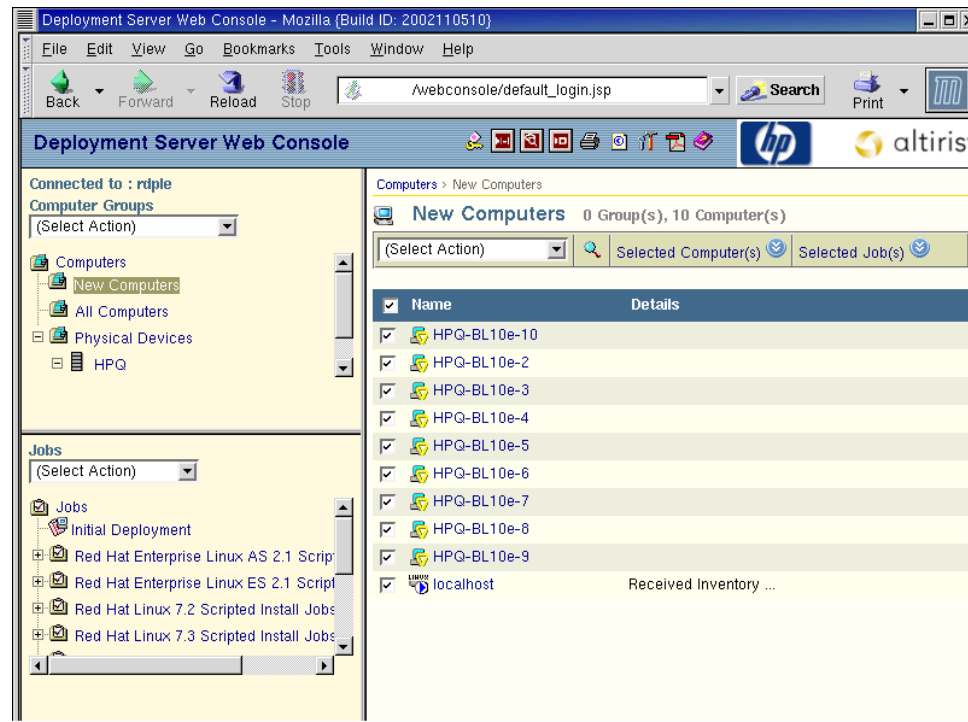 Deployment Server Web Console - Mozilla {Build ID: 2002110510}
File Edit View Go Bookmarks Tools Window Help
Back Forward Reload Stop /webconsole/default_login.jsp Search Print
Deployment Server Web Console
hp altiris
Connected to : rdple
Computer Groups
(Select Action)
Computers
New Computers
All Computers
Physical Devices
HPQ
Jobs
(Select Action)
Jobs
Initial Deployment
Red Hat Enterprise Linux AS 2.1 Script
Red Hat Enterprise Linux ES 2.1 Script
Red Hat Linux 7.2 Scripted Install Jobs
Red Hat Linux 7.3 Scripted Install Jobs
Computers > New Computers
New Computers 0 Group(s), 10 Computer(s)
(Select Action) Selected Computer(s) Selected Job(s)
Name Details
HPQ-BL10e-10
HPQ-BL10e-2
HPQ-BL10e-3
HPQ-BL10e-4
HPQ-BL10e-5
HPQ-BL10e-6
HPQ-BL10e-7
HPQ-BL10e-8
HPQ-BL10e-9
LINUX localhost Received Inventory ...